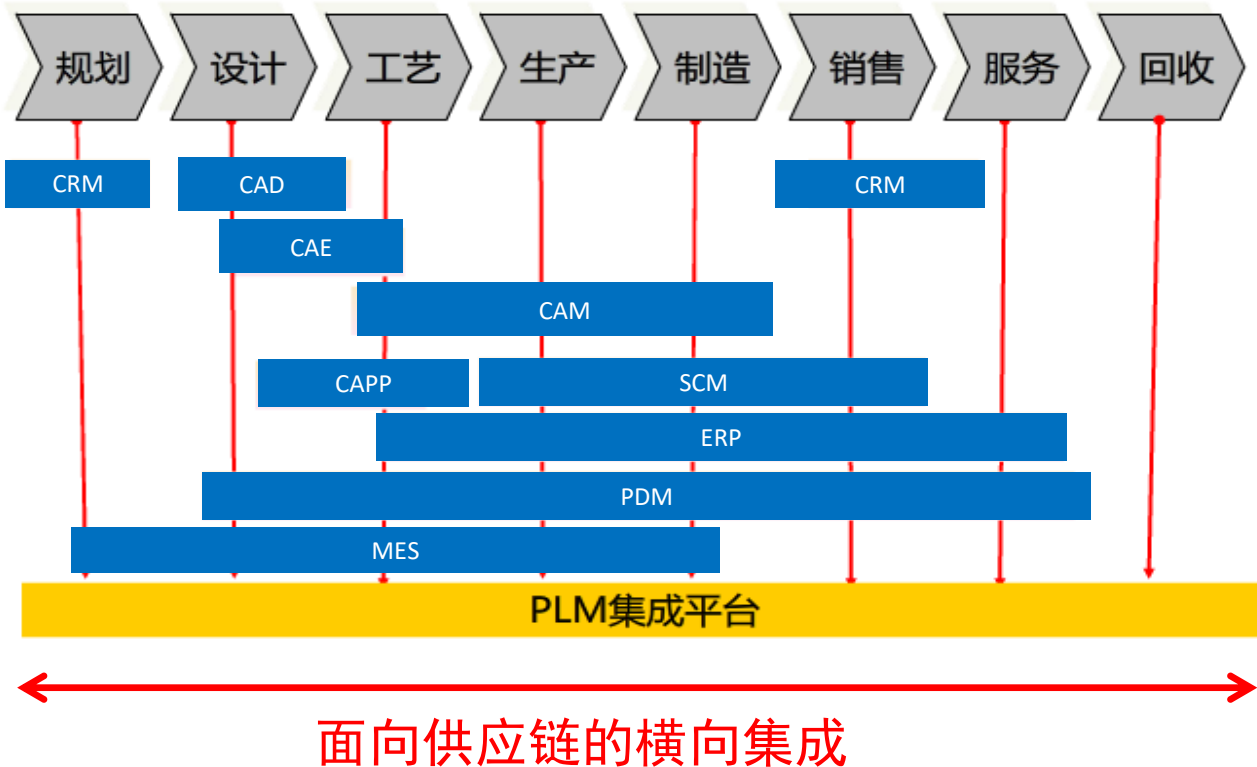 规划 设计 工艺 生产 制造 销售 服务 回收
CRM CAD CRM
CAE
CAM
CAPP SCM
ERP
PDM
MES
PLM集成平台
面向供应链的横向集成